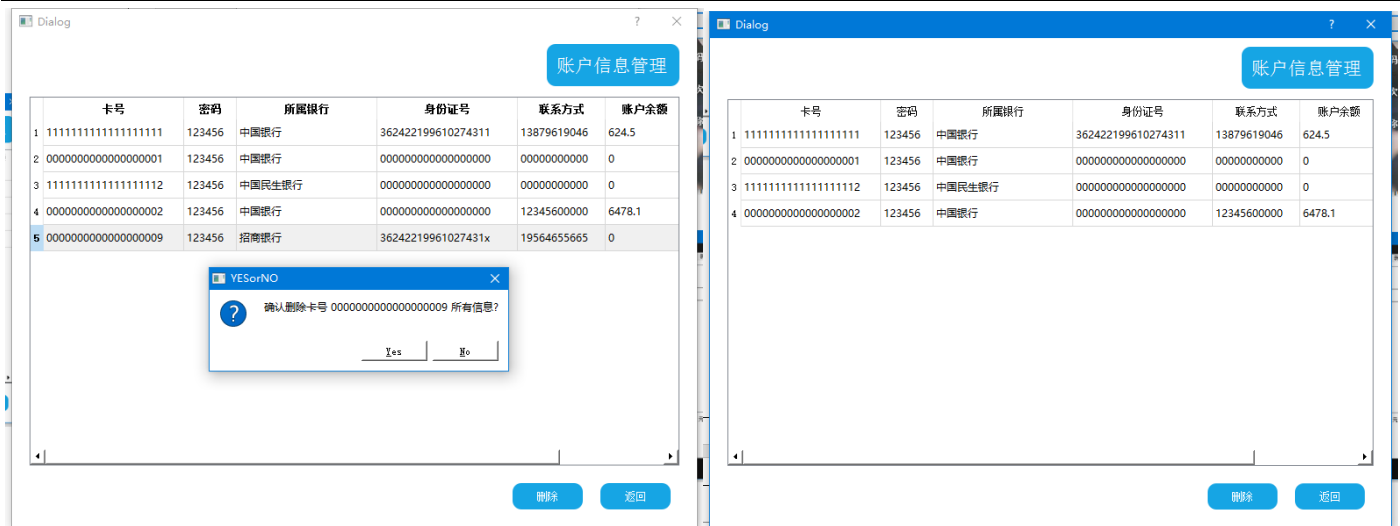 Dialog
账户信息管理
卡号 密码 所属银行 身份证号 联系方式 账户余额
1 1111111111111111111 123456 中国银行 362422199610274311 13879619046 624.5
2 0000000000000000001 123456 中国银行 000000000000000000 00000000000 0
3 1111111111111111112 123456 中国民生银行 000000000000000000 00000000000 0
4 0000000000000000002 123456 中国银行 000000000000000000 12345600000 6478.1
5 0000000000000000009 123456 招商银行 36242219961027431x 19564655665 0
YESorNO
确认删除卡号 0000000000000000009 所有信息?
Yes No
删除 返回
Dialog
账户信息管理
卡号 密码 所属银行 身份证号 联系方式 账户余额
1 1111111111111111111 123456 中国银行 362422199610274311 13879619046 624.5
2 0000000000000000001 123456 中国银行 000000000000000000 00000000000 0
3 1111111111111111112 123456 中国民生银行 000000000000000000 00000000000 0
4 0000000000000000002 123456 中国银行 000000000000000000 12345600000 6478.1
删除 返回